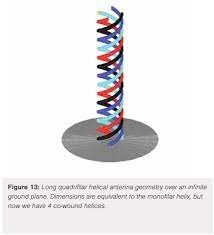 Figure 13: Long quadrifilar helical antenna geometry over an infinite
ground plane. Dimensions are equivalent to the monofilar helix, but
now we have 4 co-wound helices.